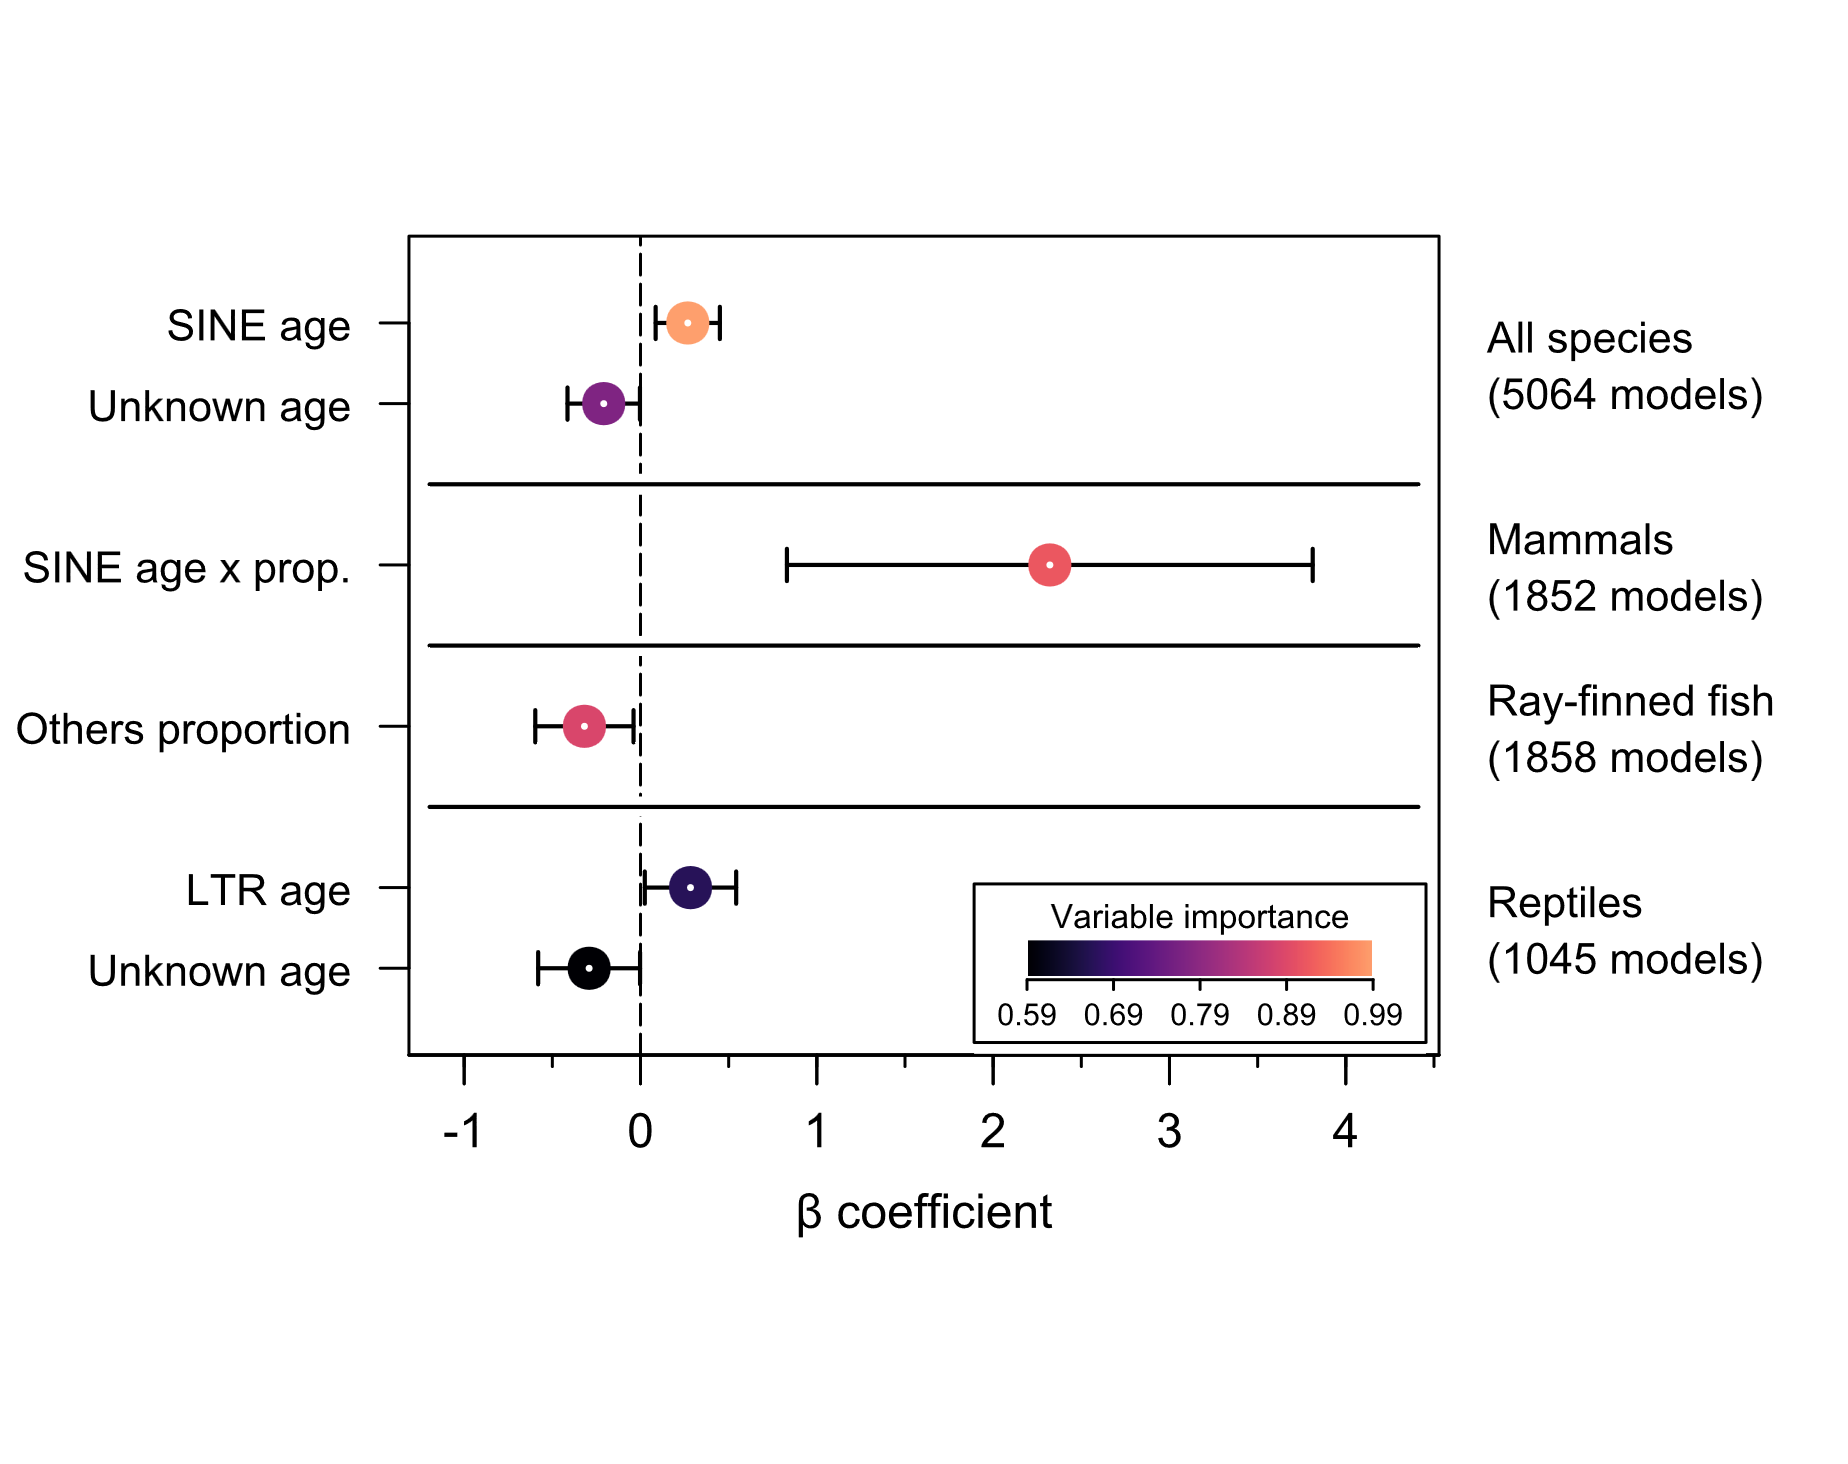 SINE age
Unknown age
All species
(5064 models)
SINE age x prop.
Mammals
(1852 models)
Others proportion
Ray-finned fish
(1858 models)
LTR age
Unknown age
Reptiles
(1045 models)
Variable importance
0.59 0.69 0.79 0.89 0.99
-1 0 1 2 3 4
β coefficient